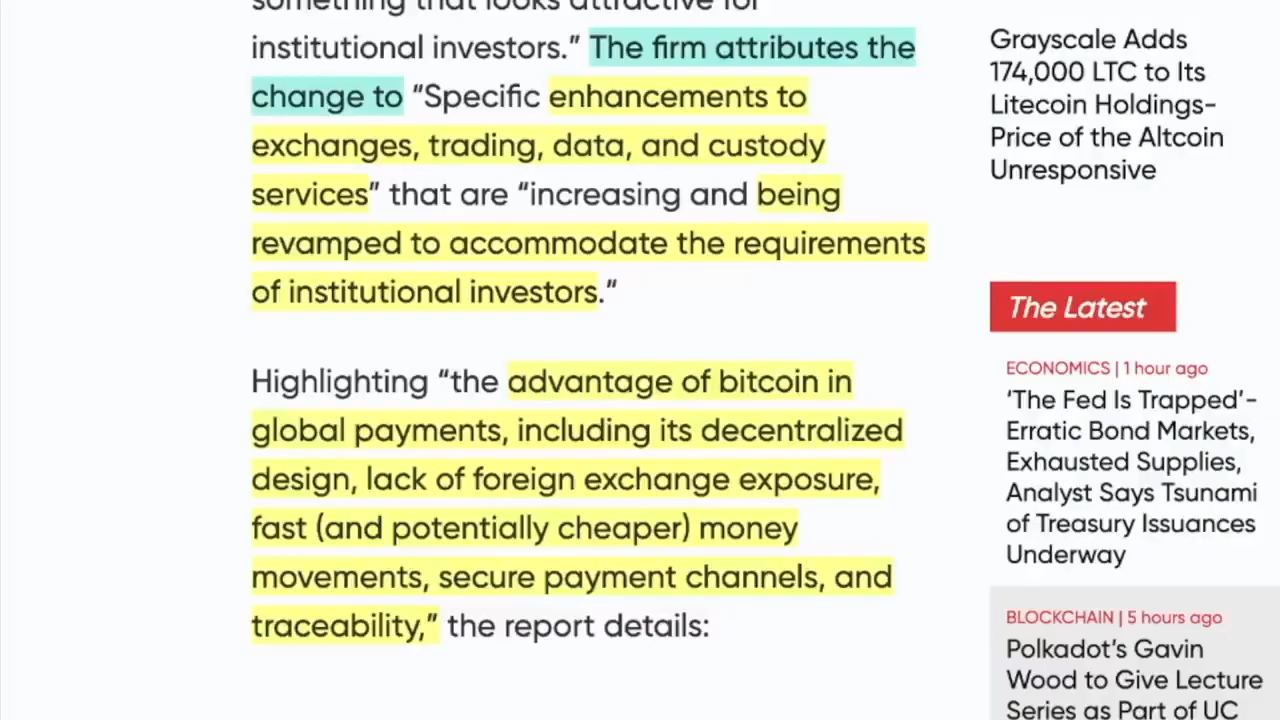 something that looks attractive for
institutional investors.” The firm attributes the
change to “Specific enhancements to
exchanges, trading, data, and custody
services” that are “increasing and being
revamped to accommodate the requirements
of institutional investors.”
Highlighting “the advantage of bitcoin in
global payments, including its decentralized
design, lack of foreign exchange exposure,
fast (and potentially cheaper) money
movements, secure payment channels, and
traceability,” the report details:
Grayscale Adds
174,000 LTC to Its
Litecoin Holdings-
Price of the Altcoin
Unresponsive
The Latest
ECONOMICS | 1 hour ago
‘The Fed Is Trapped’-
Erratic Bond Markets,
Exhausted Supplies,
Analyst Says Tsunami
of Treasury Issuances
Underway
BLOCKCHAIN | 5 hours ago
Polkadot’s Gavin
Wood to Give Lecture
Series as Part of UC